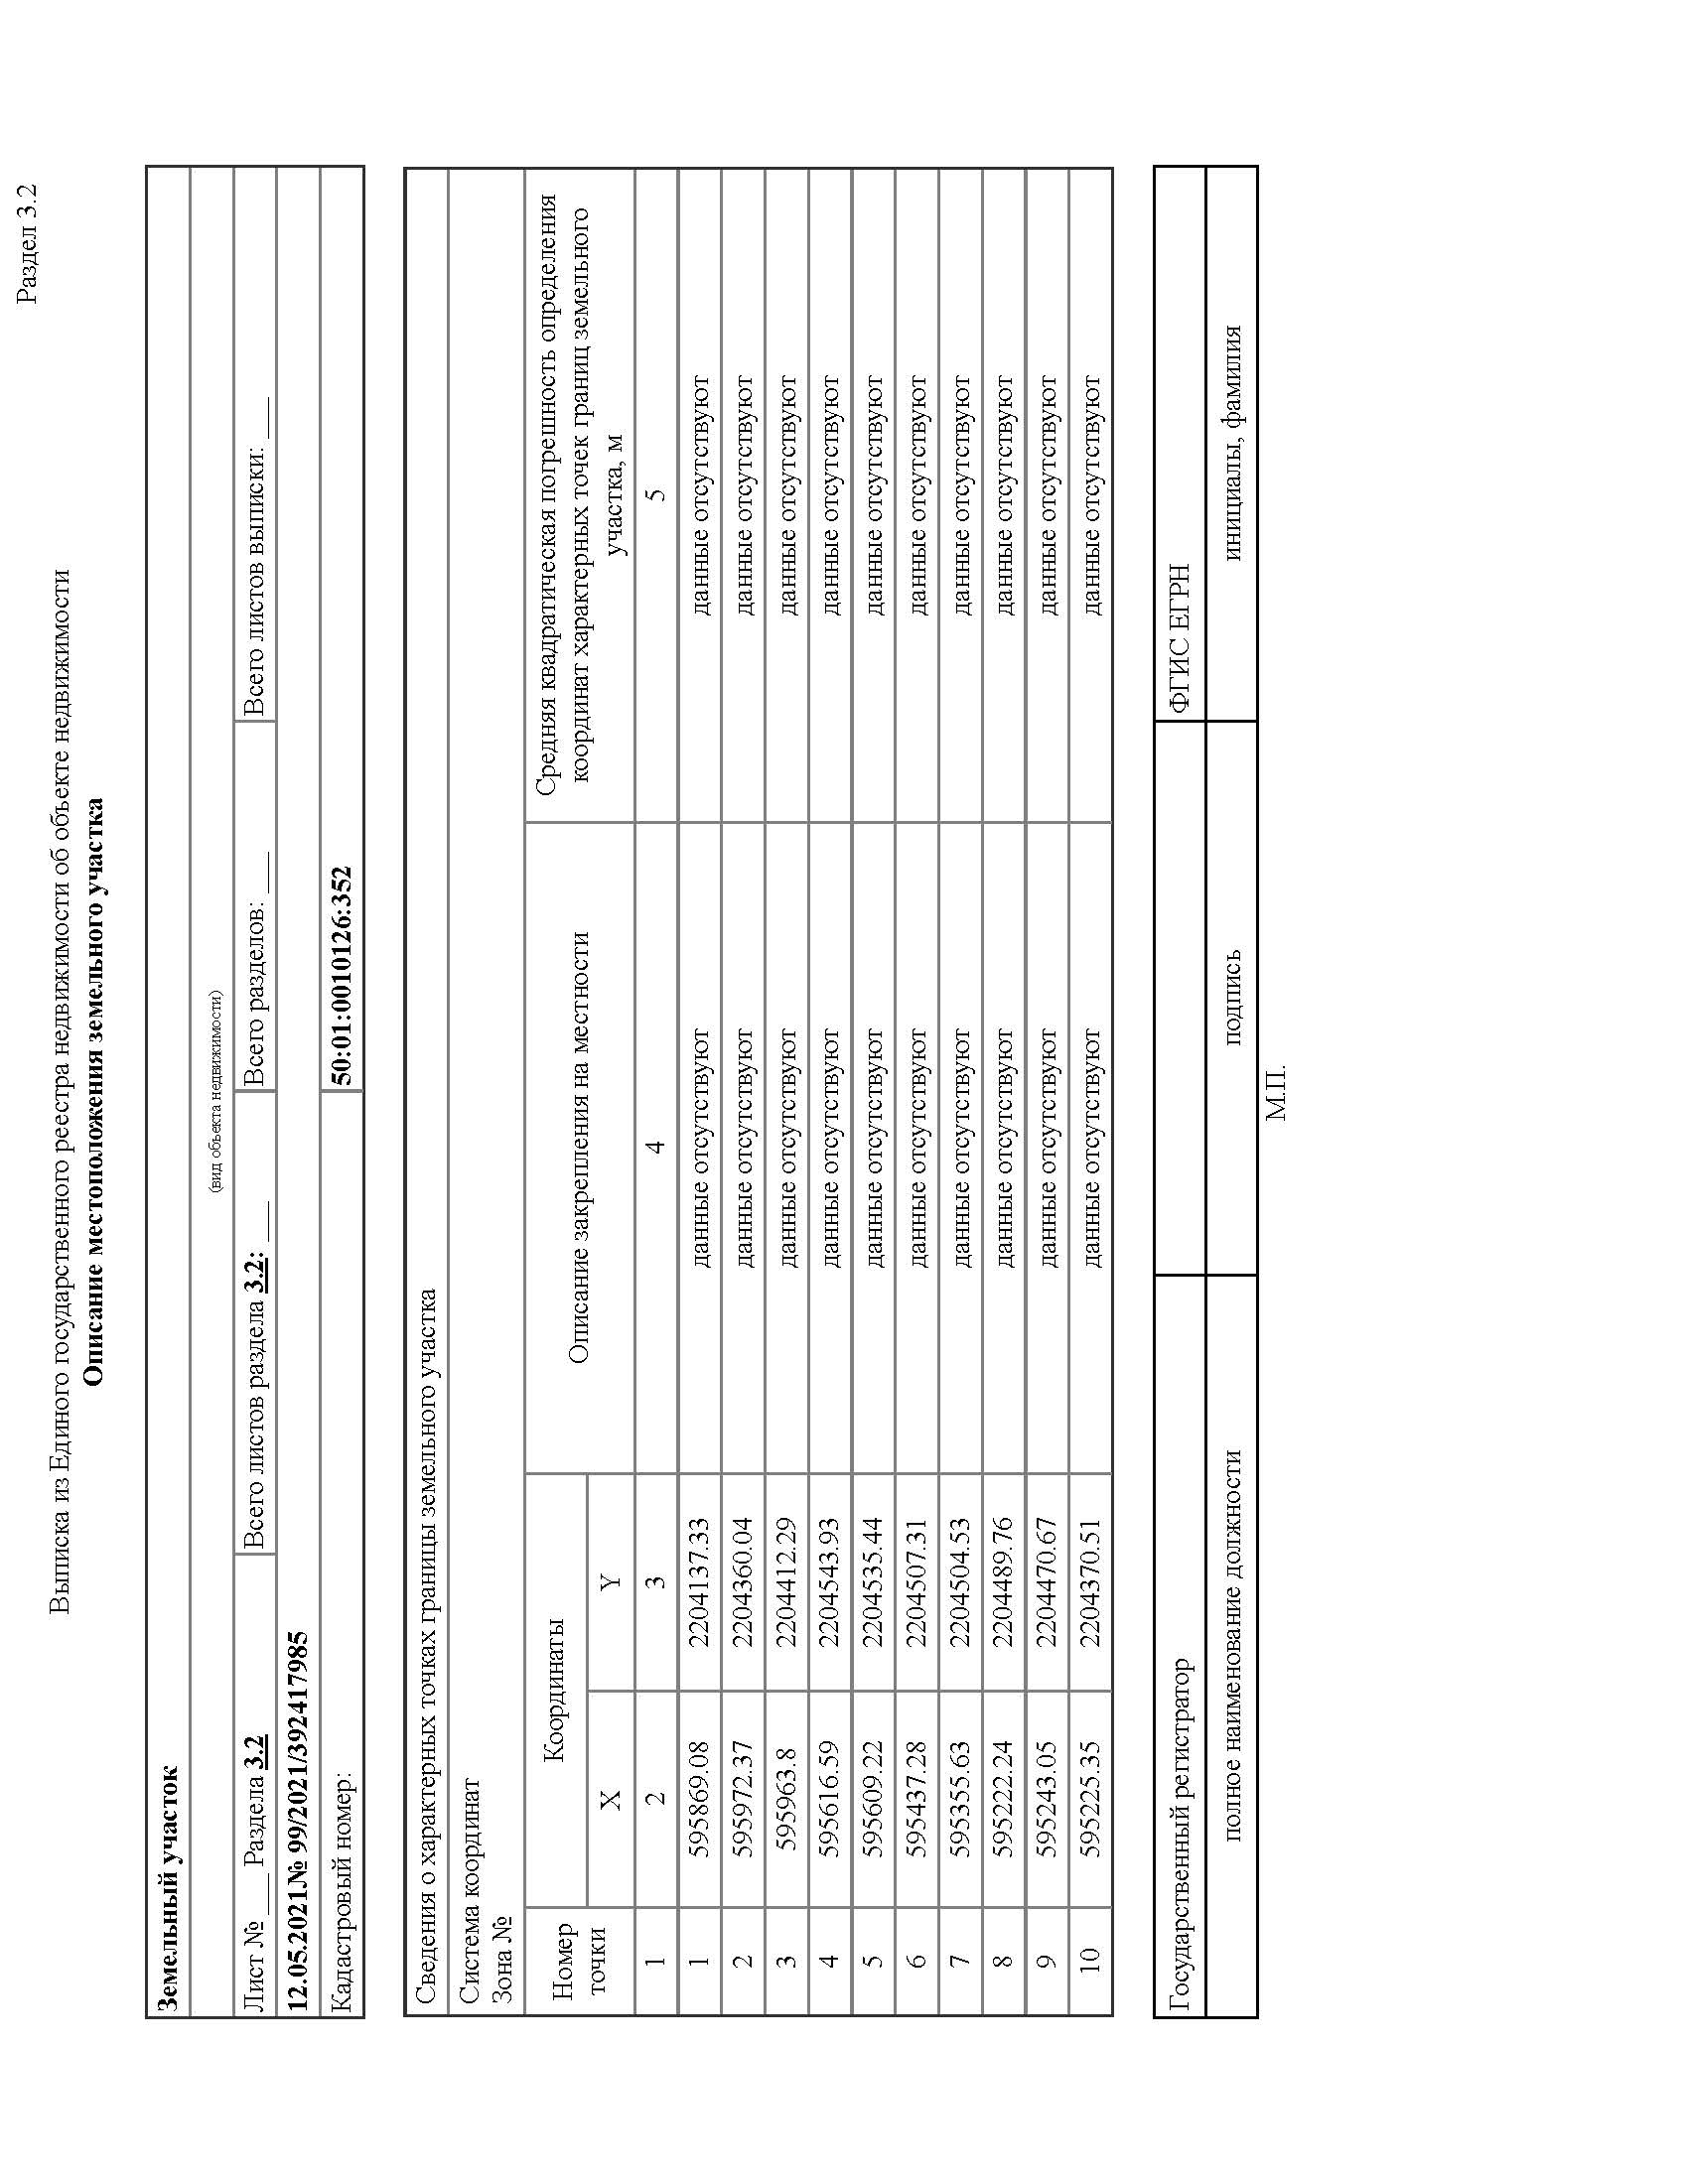 Раздел 3.2
Выписка из Единого государственного реестра недвижимости об объекте недвижимости
Описание местоположения земельного участка
Земельный участок
(вид объекта недвижимости)
Лист № ___ Раздела 3.2 Всего листов раздела 3.2: ___ Всего разделов: ___ Всего листов выписки: ___
12.05.2021№ 99/2021/392417985
Кадастровый номер: 50:01:0010126:352
Сведения о характерных точках границы земельного участка
Система координат
Зона №
Номер точки Координаты Описание закрепления на местности Средняя квадратическая погрешность определения координат характерных точек границ земельного участка, м
X Y
1 2 3 4 5
1 595869.08 2204137.33 данные отсутствуют данные отсутствуют
2 595972.37 2204360.04 данные отсутствуют данные отсутствуют
3 595963.8 2204412.29 данные отсутствуют данные отсутствуют
4 595616.59 2204543.93 данные отсутствуют данные отсутствуют
5 595609.22 2204535.44 данные отсутствуют данные отсутствуют
6 595437.28 2204507.31 данные отсутствуют данные отсутствуют
7 595355.63 2204504.53 данные отсутствуют данные отсутствуют
8 595222.24 2204489.76 данные отсутствуют данные отсутствуют
9 595243.05 2204470.67 данные отсутствуют данные отсутствуют
10 595225.35 2204370.51 данные отсутствуют данные отсутствуют
Государственный регистратор ФГИС ЕГРН
полное наименование должности подпись инициалы, фамилия
М.П.